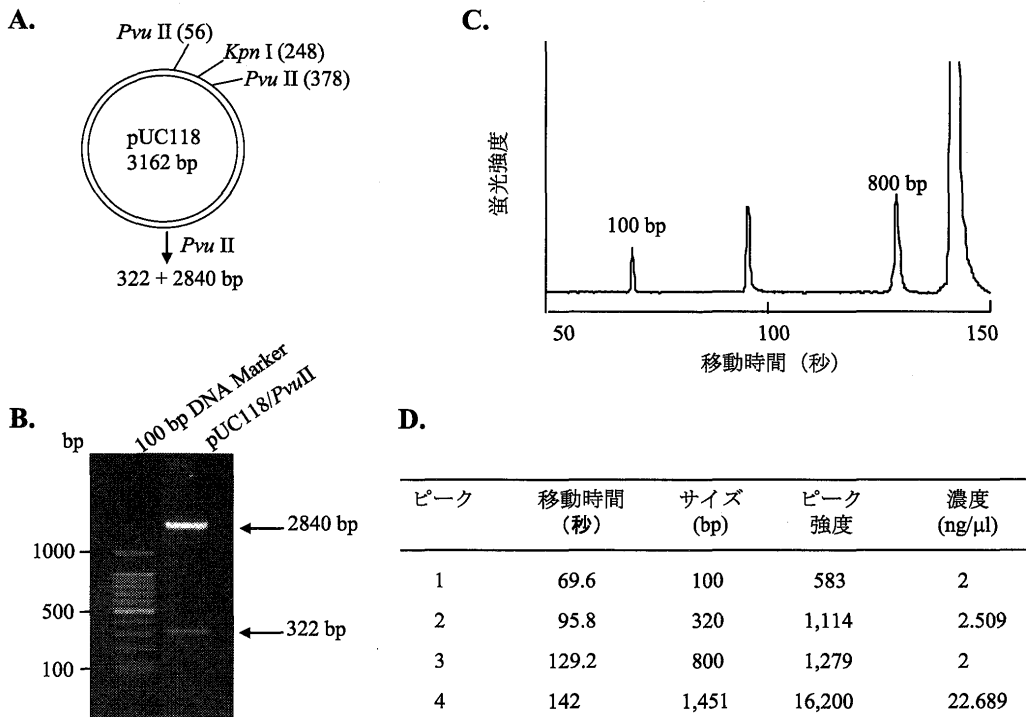 A.
Pvu II (56)
Kpn I (248)
Pvu II (378)
pUC118
3162 bp
Pvu II
322 + 2840 bp
B.
bp
100 bp DNA Marker
pUC118/PvuII
1000
500
100
2840 bp
322 bp
C.
蛍光強度
100 bp
800 bp
50 100 150
移動時間（秒）
D.
ピーク 移動時間 サイズ ピーク 濃度
（秒） (bp) 強度 (ng/μl)
1 69.6 100 583 2
2 95.8 320 1,114 2.509
3 129.2 800 1,279 2
4 142 1,451 16,200 22.689